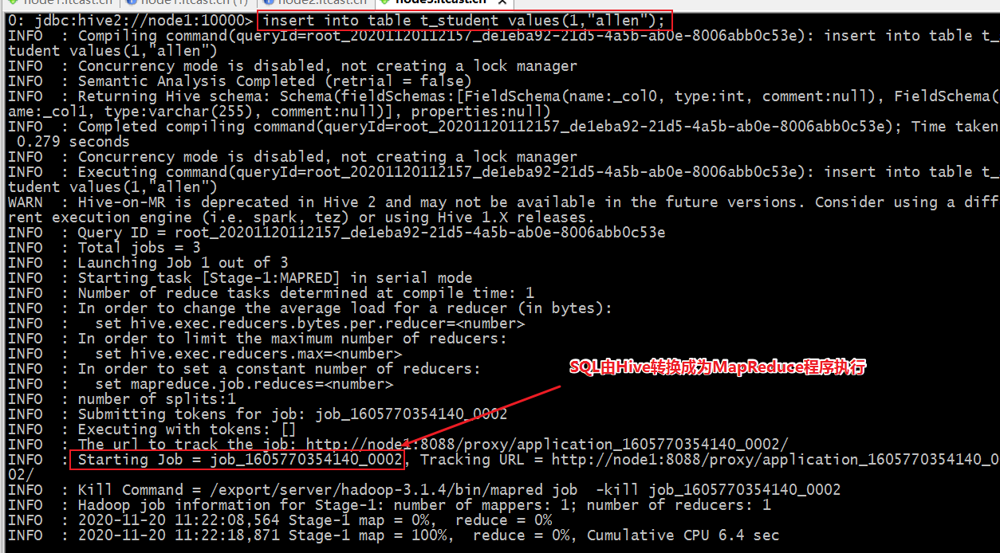 node1.itcast.cn node1.itcast.cn (1) node2.itcast.cn node3.itcast.cn
0: jdbc:hive2://node1:10000> insert into table t_student values(1,"allen");
INFO  : Compiling command(queryId=root_20201120112157_de1eba92-21d5-4a5b-ab0e-8006abb0c53e): insert into table t_
tudent values(1,"allen")
INFO  : Concurrency mode is disabled, not creating a lock manager
INFO  : Semantic Analysis Completed (retrial = false)
INFO  : Returning Hive schema: Schema(fieldSchemas:[FieldSchema(name:_col0, type:int, comment:null), FieldSchema(
ame:_col1, type:varchar(255), comment:null)], properties:null)
INFO  : Completed compiling command(queryId=root_20201120112157_de1eba92-21d5-4a5b-ab0e-8006abb0c53e); Time taken
 0.279 seconds
INFO  : Concurrency mode is disabled, not creating a lock manager
INFO  : Executing command(queryId=root_20201120112157_de1eba92-21d5-4a5b-ab0e-8006abb0c53e): insert into table t_
tudent values(1,"allen")
WARN  : Hive-on-MR is deprecated in Hive 2 and may not be available in the future versions. Consider using a diff
rent execution engine (i.e. spark, tez) or using Hive 1.X releases.
INFO  : Query ID = root_20201120112157_de1eba92-21d5-4a5b-ab0e-8006abb0c53e
INFO  : Total jobs = 3
INFO  : Launching Job 1 out of 3
INFO  : Starting task [Stage-1:MAPRED] in serial mode
INFO  : Number of reduce tasks determined at compile time: 1
INFO  : In order to change the average load for a reducer (in bytes):
INFO  :   set hive.exec.reducers.bytes.per.reducer=<number>
INFO  : In order to limit the maximum number of reducers:
INFO  :   set hive.exec.reducers.max=<number>
INFO  : In order to set a constant number of reducers:
SQL由Hive转换成为MapReduce程序执行
INFO  :   set mapreduce.job.reduces=<number>
INFO  : number of splits:1
INFO  : Submitting tokens for job: job_1605770354140_0002
INFO  : Executing with tokens: []
INFO  : The url to track the job: http://node1:8088/proxy/application_1605770354140_0002/
INFO  : Starting Job = job_1605770354140_0002, Tracking URL = http://node1:8088/proxy/application_1605770354140_0
02/
INFO  : Kill Command = /export/server/hadoop-3.1.4/bin/mapred job  -kill job_1605770354140_0002
INFO  : Hadoop job information for Stage-1: number of mappers: 1; number of reducers: 1
INFO  : 2020-11-20 11:22:08,564 Stage-1 map = 0%,  reduce = 0%
INFO  : 2020-11-20 11:22:18,871 Stage-1 map = 100%,  reduce = 0%, Cumulative CPU 6.4 sec